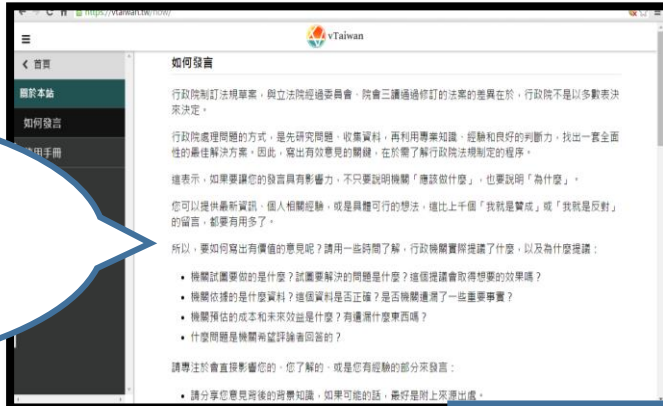 https://vtaiwan.tw/how/
vTaiwan
首頁
關於本站
如何發言
使用手冊
如何發言
行政院制訂法規草案,與立法院經過委員會、院會三讀通過修訂的法案的差異在於,行政院不是以多數表決
來決定。
行政院處理問題的方式,是先研究問題、收集資料,再利用專業知識、經驗和良好的判斷力,找出一套全面
性的最佳解決方案。因此,寫出有效意見的關鍵,在於需了解行政院法規制定的程序。
這表示,如果要讓您的發言具有影響力,不只要說明機關「應該做什麼」,也要說明「為什麼」。
您可以提供最新資訊、個人相關經驗,或是具體可行的想法,這比上千個「我就是贊成」或「我就是反對」
的留言,都要有用多了。
所以,要如何寫出有價值的意見呢?請用一些時間了解,行政機關實際提議了什麼,以及為什麼提議:
• 機關試圖要做的是什麼?試圖要解決的問題是什麼?這個提議會取得想要的效果嗎?
• 機關依據的是什麼資料?這個資料是否正確?是否機關遺漏了一些重要事實?
• 機關預估的成本和未來效益是什麼?有遺漏什麼東西嗎?
• 什麼問題是機關希望評論者回答的?
請專注於會直接影響您的、您了解的、或是您有經驗的部分來發言:
• 請分享您意見背後的背景知識,如果可能的話,最好是附上來源出處。